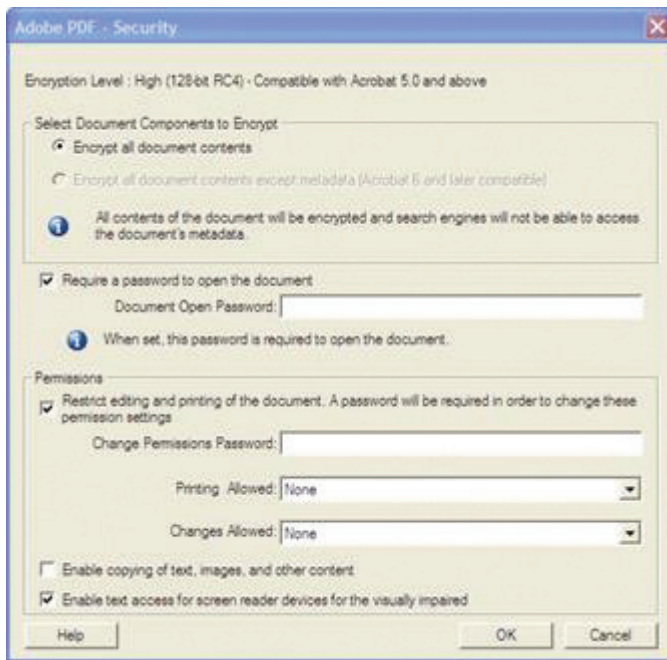 Adobe PDF - Security
Encryption Level : High (128-bit RC4) - Compatible with Acrobat 5.0 and above
Select Document Components to Encrypt
Encrypt all document contents
Encrypt all document contents except metadata (Acrobat 6 and later compatible)
All contents of the document will be encrypted and search engines will not be able to access
the document's metadata.
Require a password to open the document
Document Open Password:
When set, this password is required to open the document.
Permissions
Restrict editing and printing of the document. A password will be required in order to change these
permission settings
Change Permissions Password:
Printing Allowed: None
Changes Allowed: None
Enable copying of text, images, and other content
Enable text access for screen reader devices for the visually impaired
Help OK Cancel